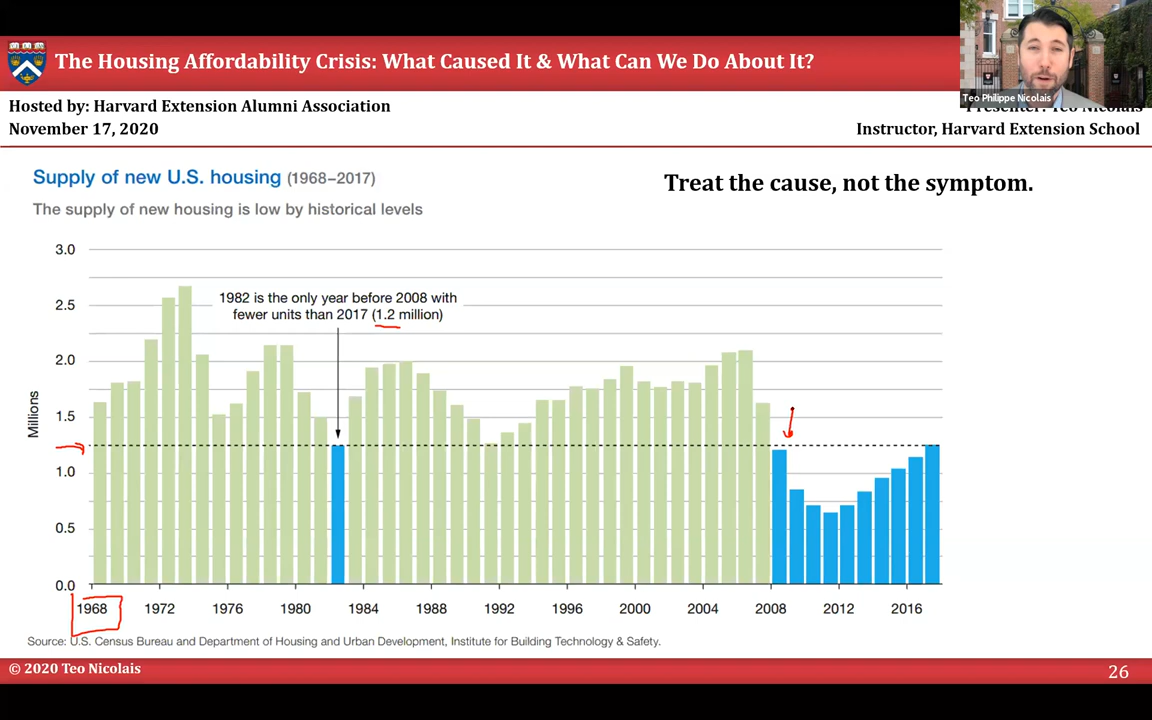 The Housing Affordability Crisis: What Caused It & What Can We Do About It?
Teo Philippe Nicolais
Hosted by: Harvard Extension Alumni Association
Presenter: Teo Nicolais
November 17, 2020
Instructor, Harvard Extension School
Supply of new U.S. housing (1968–2017)
Treat the cause, not the symptom.
The supply of new housing is low by historical levels
Millions
3.0
2.5
2.0
1.5
1.0
0.5
0.0
1982 is the only year before 2008 with
fewer units than 2017 (1.2 million)
1968 1972 1976 1980 1984 1988 1992 1996 2000 2004 2008 2012 2016
Source: U.S. Census Bureau and Department of Housing and Urban Development, Institute for Building Technology & Safety.
© 2020 Teo Nicolais
26